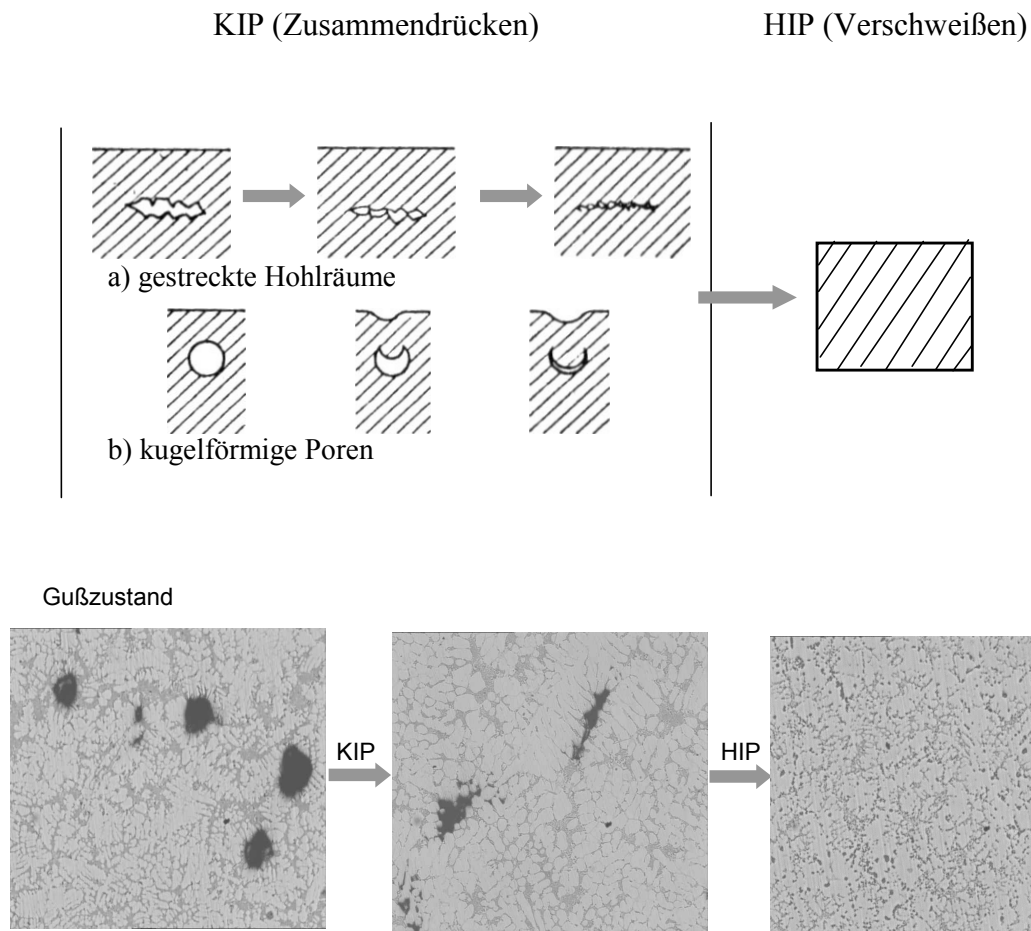 KIP (Zusammendrücken)
HIP (Verschweißen)
a) gestreckte Hohlräume
b) kugelförmige Poren
Gußzustand
KIP
HIP